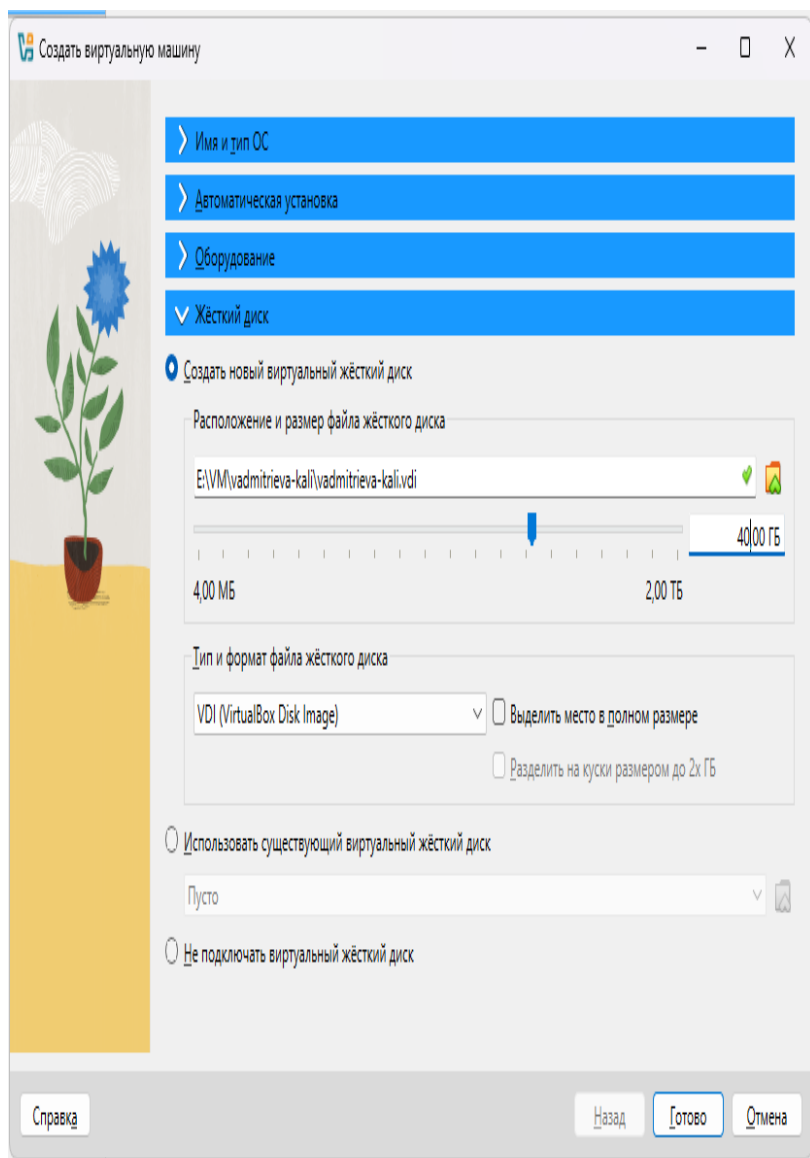 Создать виртуальную машину
Имя и тип ОС
Автоматическая установка
Оборудование
Жёсткий диск
Создать новый виртуальный жёсткий диск
Расположение и размер файла жёсткого диска
E:\VM\vadmitrieva-kali\vadmitrieva-kali.vdi
40,00 ГБ
4,00 МБ 2,00 ТБ
Тип и формат файла жёсткого диска
VDI (VirtualBox Disk Image) Выделить место в полном размере
Разделить на куски размером до 2х ГБ
Использовать существующий виртуальный жёсткий диск
Пусто
Не подключать виртуальный жёсткий диск
Справка Назад Готово Отмена